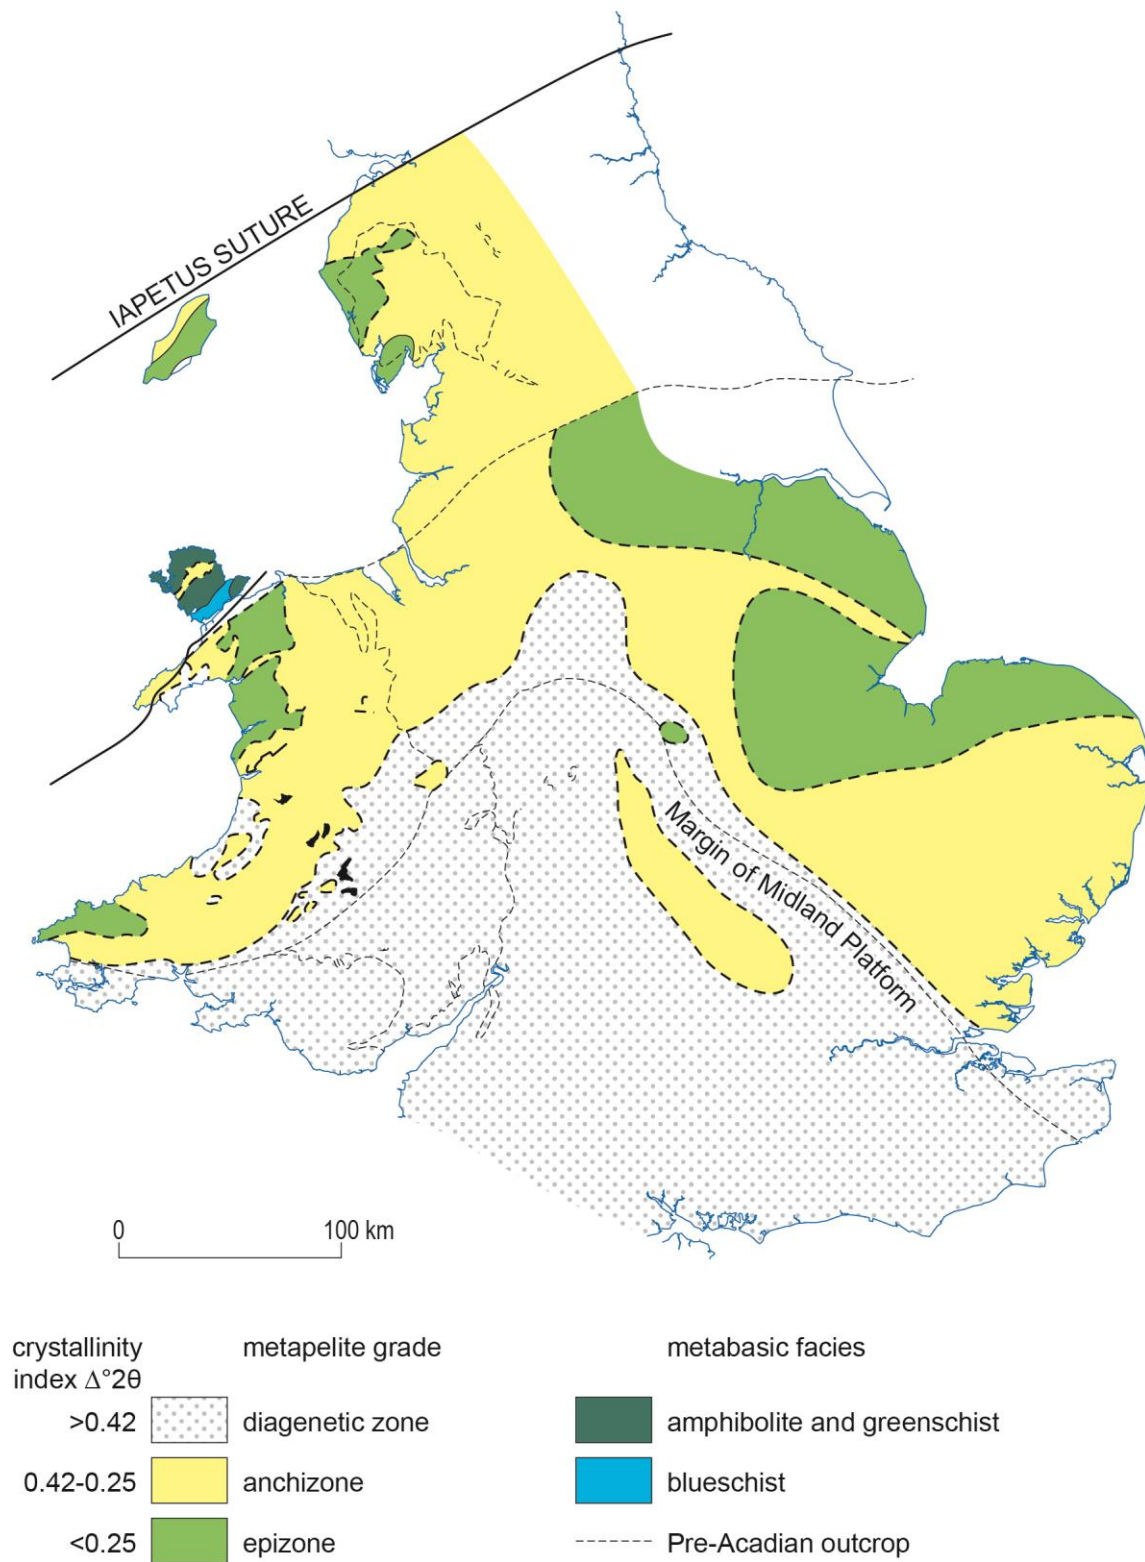 IAPETUS SUTURE
Margin of Midland Platform
0 100 km
crystallinity index Δ°2θ metapelite grade metabasic facies
>0.42 diagenetic zone amphibolite and greenschist
0.42-0.25 anchizone blueschist
<0.25 epizone Pre-Acadian outcrop